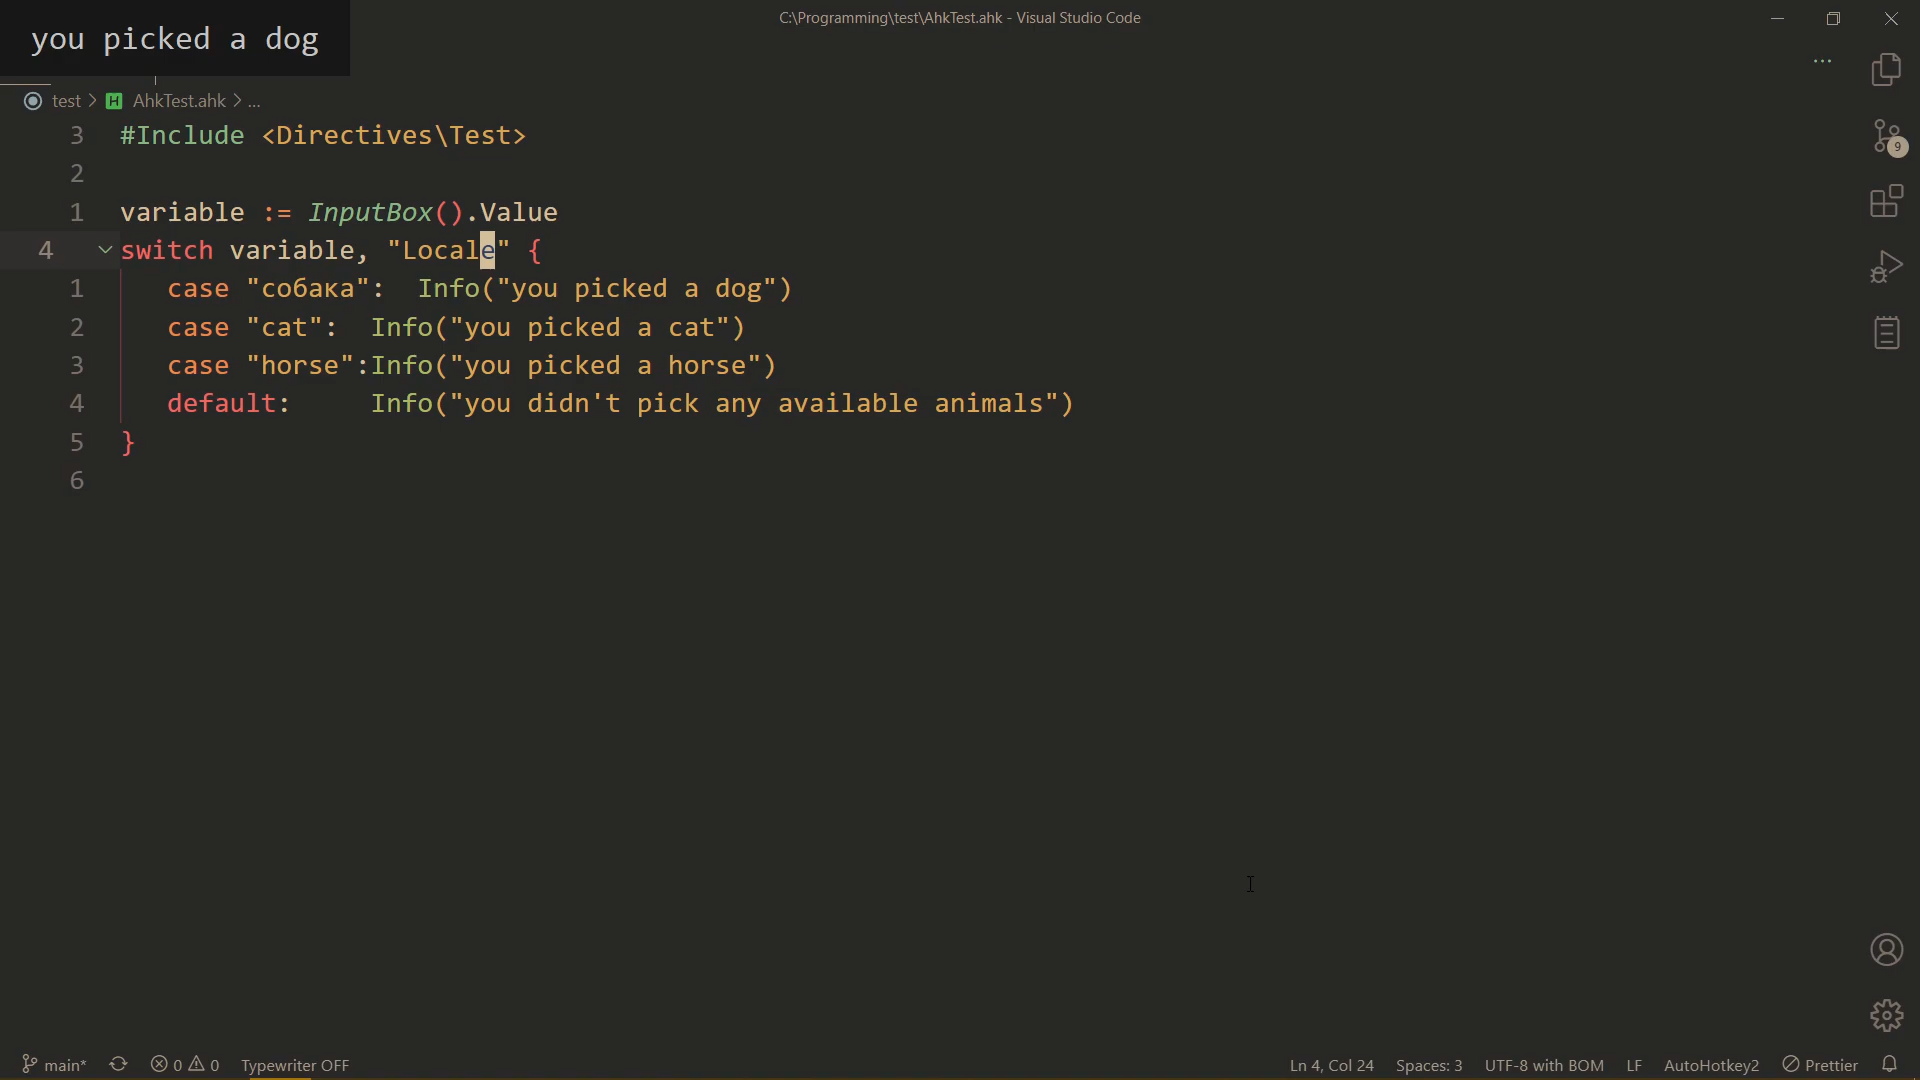 you picked a dog
C:\Programming\test\AhkTest.ahk - Visual Studio Code
test > AhkTest.ahk > ...
3 #Include <Directives\Test>
2
1 variable := InputBox().Value
4 switch variable, "Locale" {
1 case "собака": Info("you picked a dog")
2 case "cat": Info("you picked a cat")
3 case "horse":Info("you picked a horse")
4 default: Info("you didn't pick any available animals")
5 }
6
9
main* 0 0 Typewriter OFF Ln 4, Col 24 Spaces: 3 UTF-8 with BOM LF AutoHotkey2 Prettier